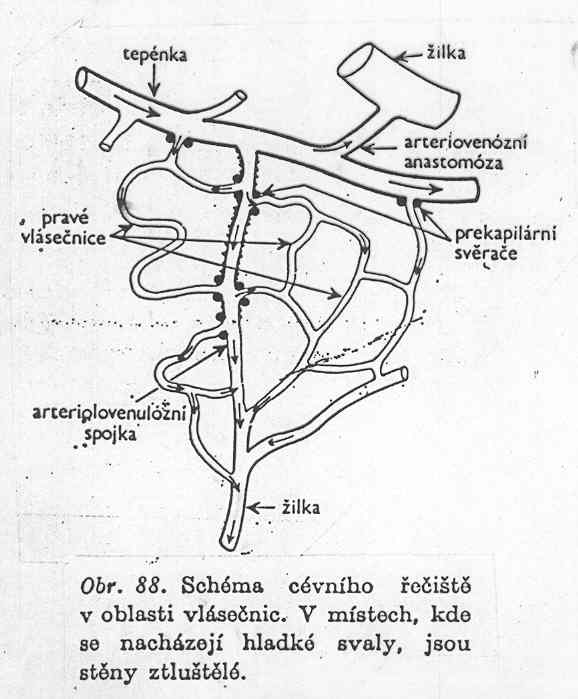 tepénka
žilka
arteriovenózní
anastomóza
pravé
vlásečnice
prekapilární
svěrače
arteriolovenulózní
spojka
žilka
Obr. 88. Schéma cévního řečiště
v oblasti vlásečnic. V místech, kde
se nacházejí hladké svaly, jsou
stěny ztluštělé.